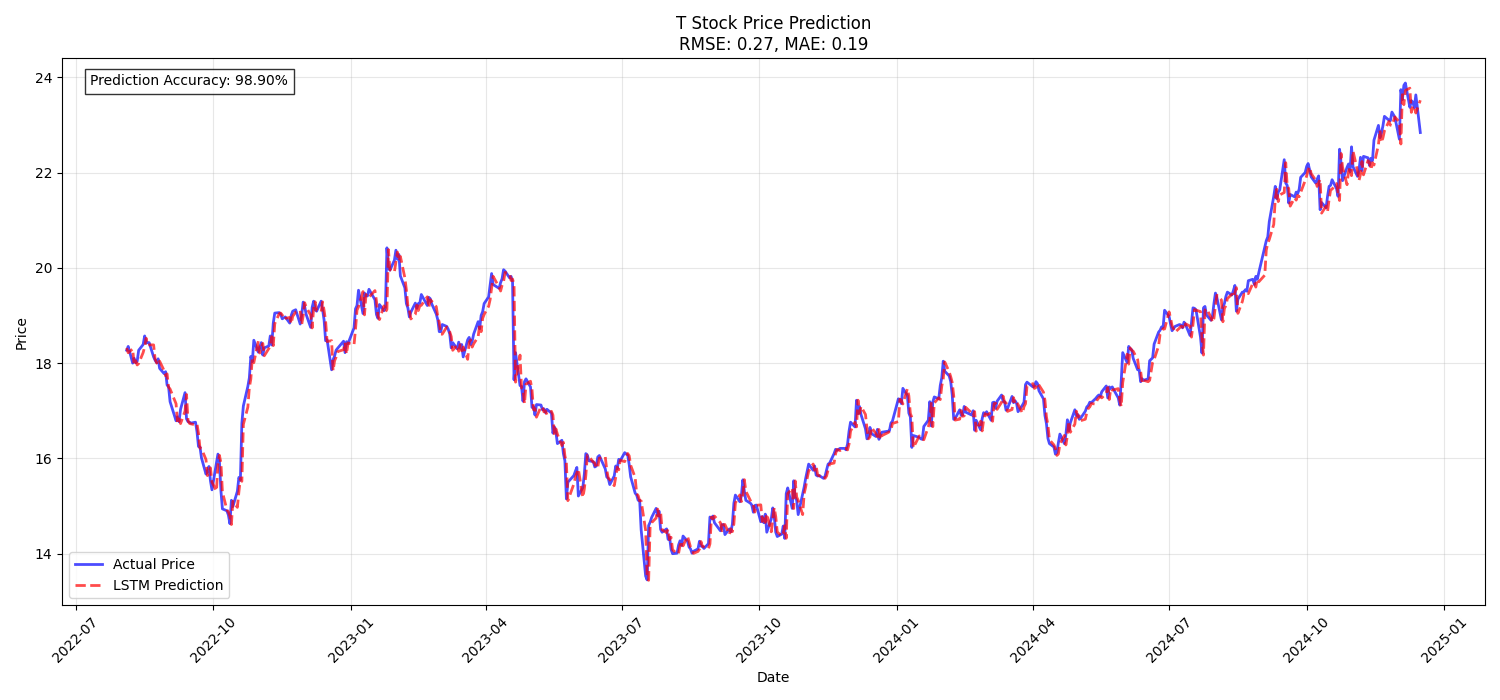 T Stock Price Prediction
RMSE: 0.27, MAE: 0.19
Prediction Accuracy: 98.90%
Price
24
22
20
18
16
14
Actual Price
LSTM Prediction
2022-07
2022-10
2023-01
2023-04
2023-07
2023-10
2024-01
2024-04
2024-07
2024-10
2025-01
Date